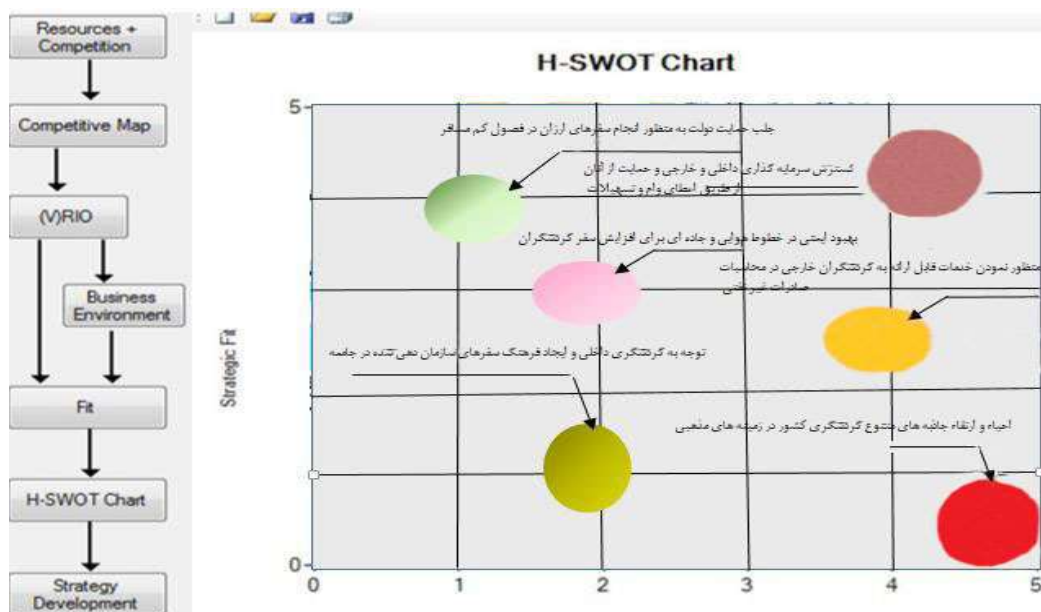 Resources +
Competition
Competitive Map
(V)RIO
Business
Environment
Fit
H-SWOT Chart
Strategy
Development
H-SWOT Chart
Strategic Fit
5
0
0
1
2
3
4
5
جلب حمایت دولت به منظور انجام سفرهای ارزان در فصول کم مسافر
گسترش سرمایه گذاری داخلی و خارجی و حمایت از آنان
از طریق اعطای وام و تسهیلات
بهبود ایمنی در خطوط هوایی و جاده ای برای افزایش سفر گردشگران
منظور نمودن خدمات قابل ارائه به گردشگران خارجی در محاسبات
صادرات غیر نفتی
توجه به گردشگری داخلی و ایجاد فرهنگ سفرهای سازمان دهی شده در جامعه
احیاء و ارتقاء جاذبه های متنوع گردشگری کشور در زمینه های مذهبی